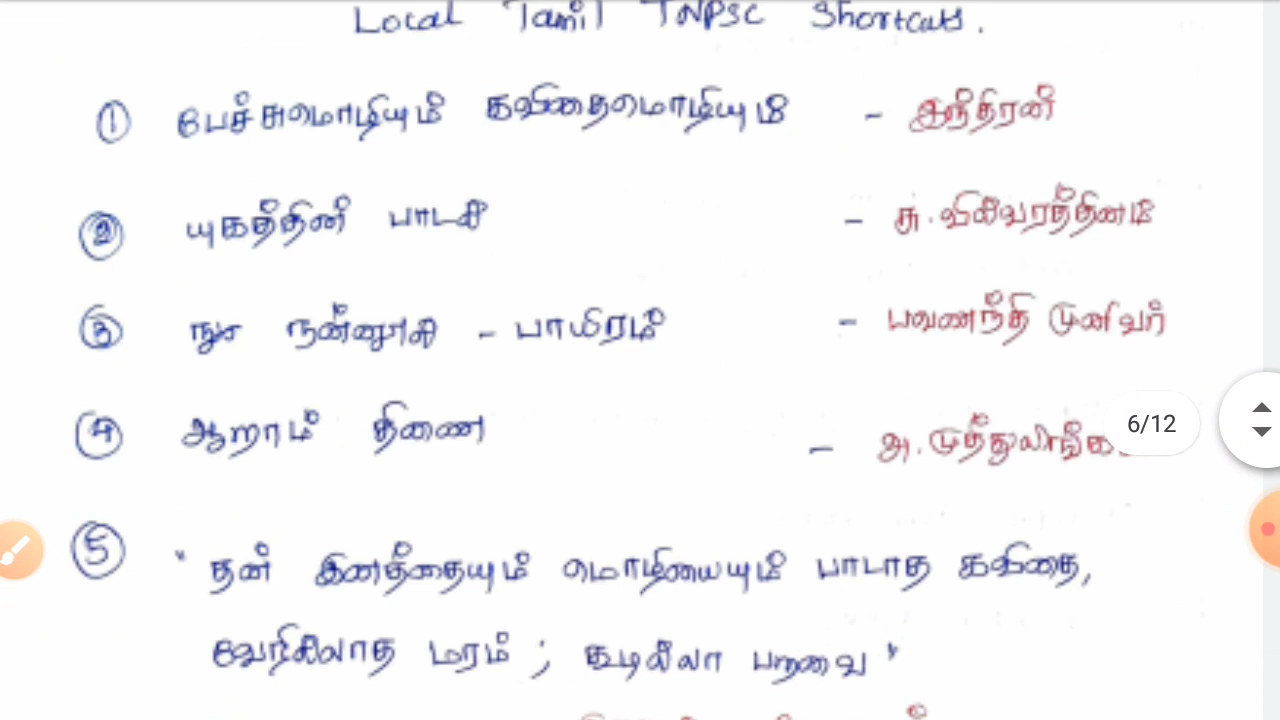 Local Tamil TNPSC Shortcuts.
① பேச்சுமொழியும் கவிதைமொழியும் - இந்திரன்
② யுகத்தின் பாடல் - சு. வில்வரத்தினம்
③ நன்னூல் - பாயிரம் - பவணந்தி முனிவர்
④ ஆறாம் திணை - அ. முத்துலிங்க
6/12
⑤ "தன் இனத்தையும் மொழியையும் பாடாத கவிதை,
வேரில்லாத மரம் ; கூடில்லா பறவை"